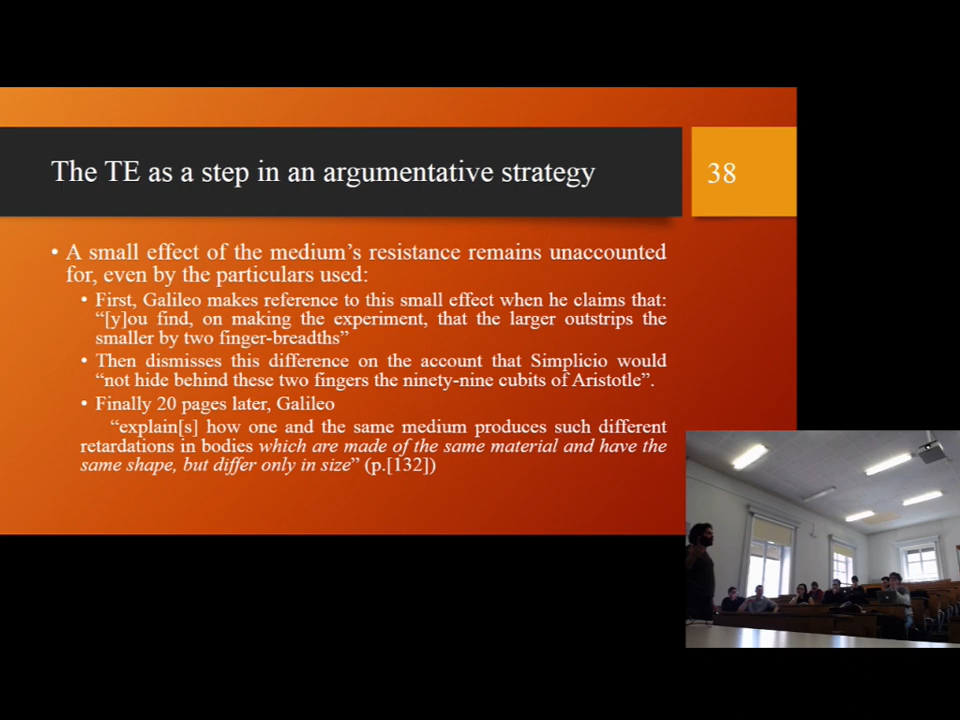 The TE as a step in an argumentative strategy
38
• A small effect of the medium’s resistance remains unaccounted
for, even by the particulars used:
• First, Galileo makes reference to this small effect when he claims that:
“[y]ou find, on making the experiment, that the larger outstrips the
smaller by two finger-breadths”
• Then dismisses this difference on the account that Simplicio would
“not hide behind these two fingers the ninety-nine cubits of Aristotle”.
• Finally 20 pages later, Galileo
“explain[s] how one and the same medium produces such different
retardations in bodies which are made of the same material and have the
same shape, but differ only in size” (p.[132])